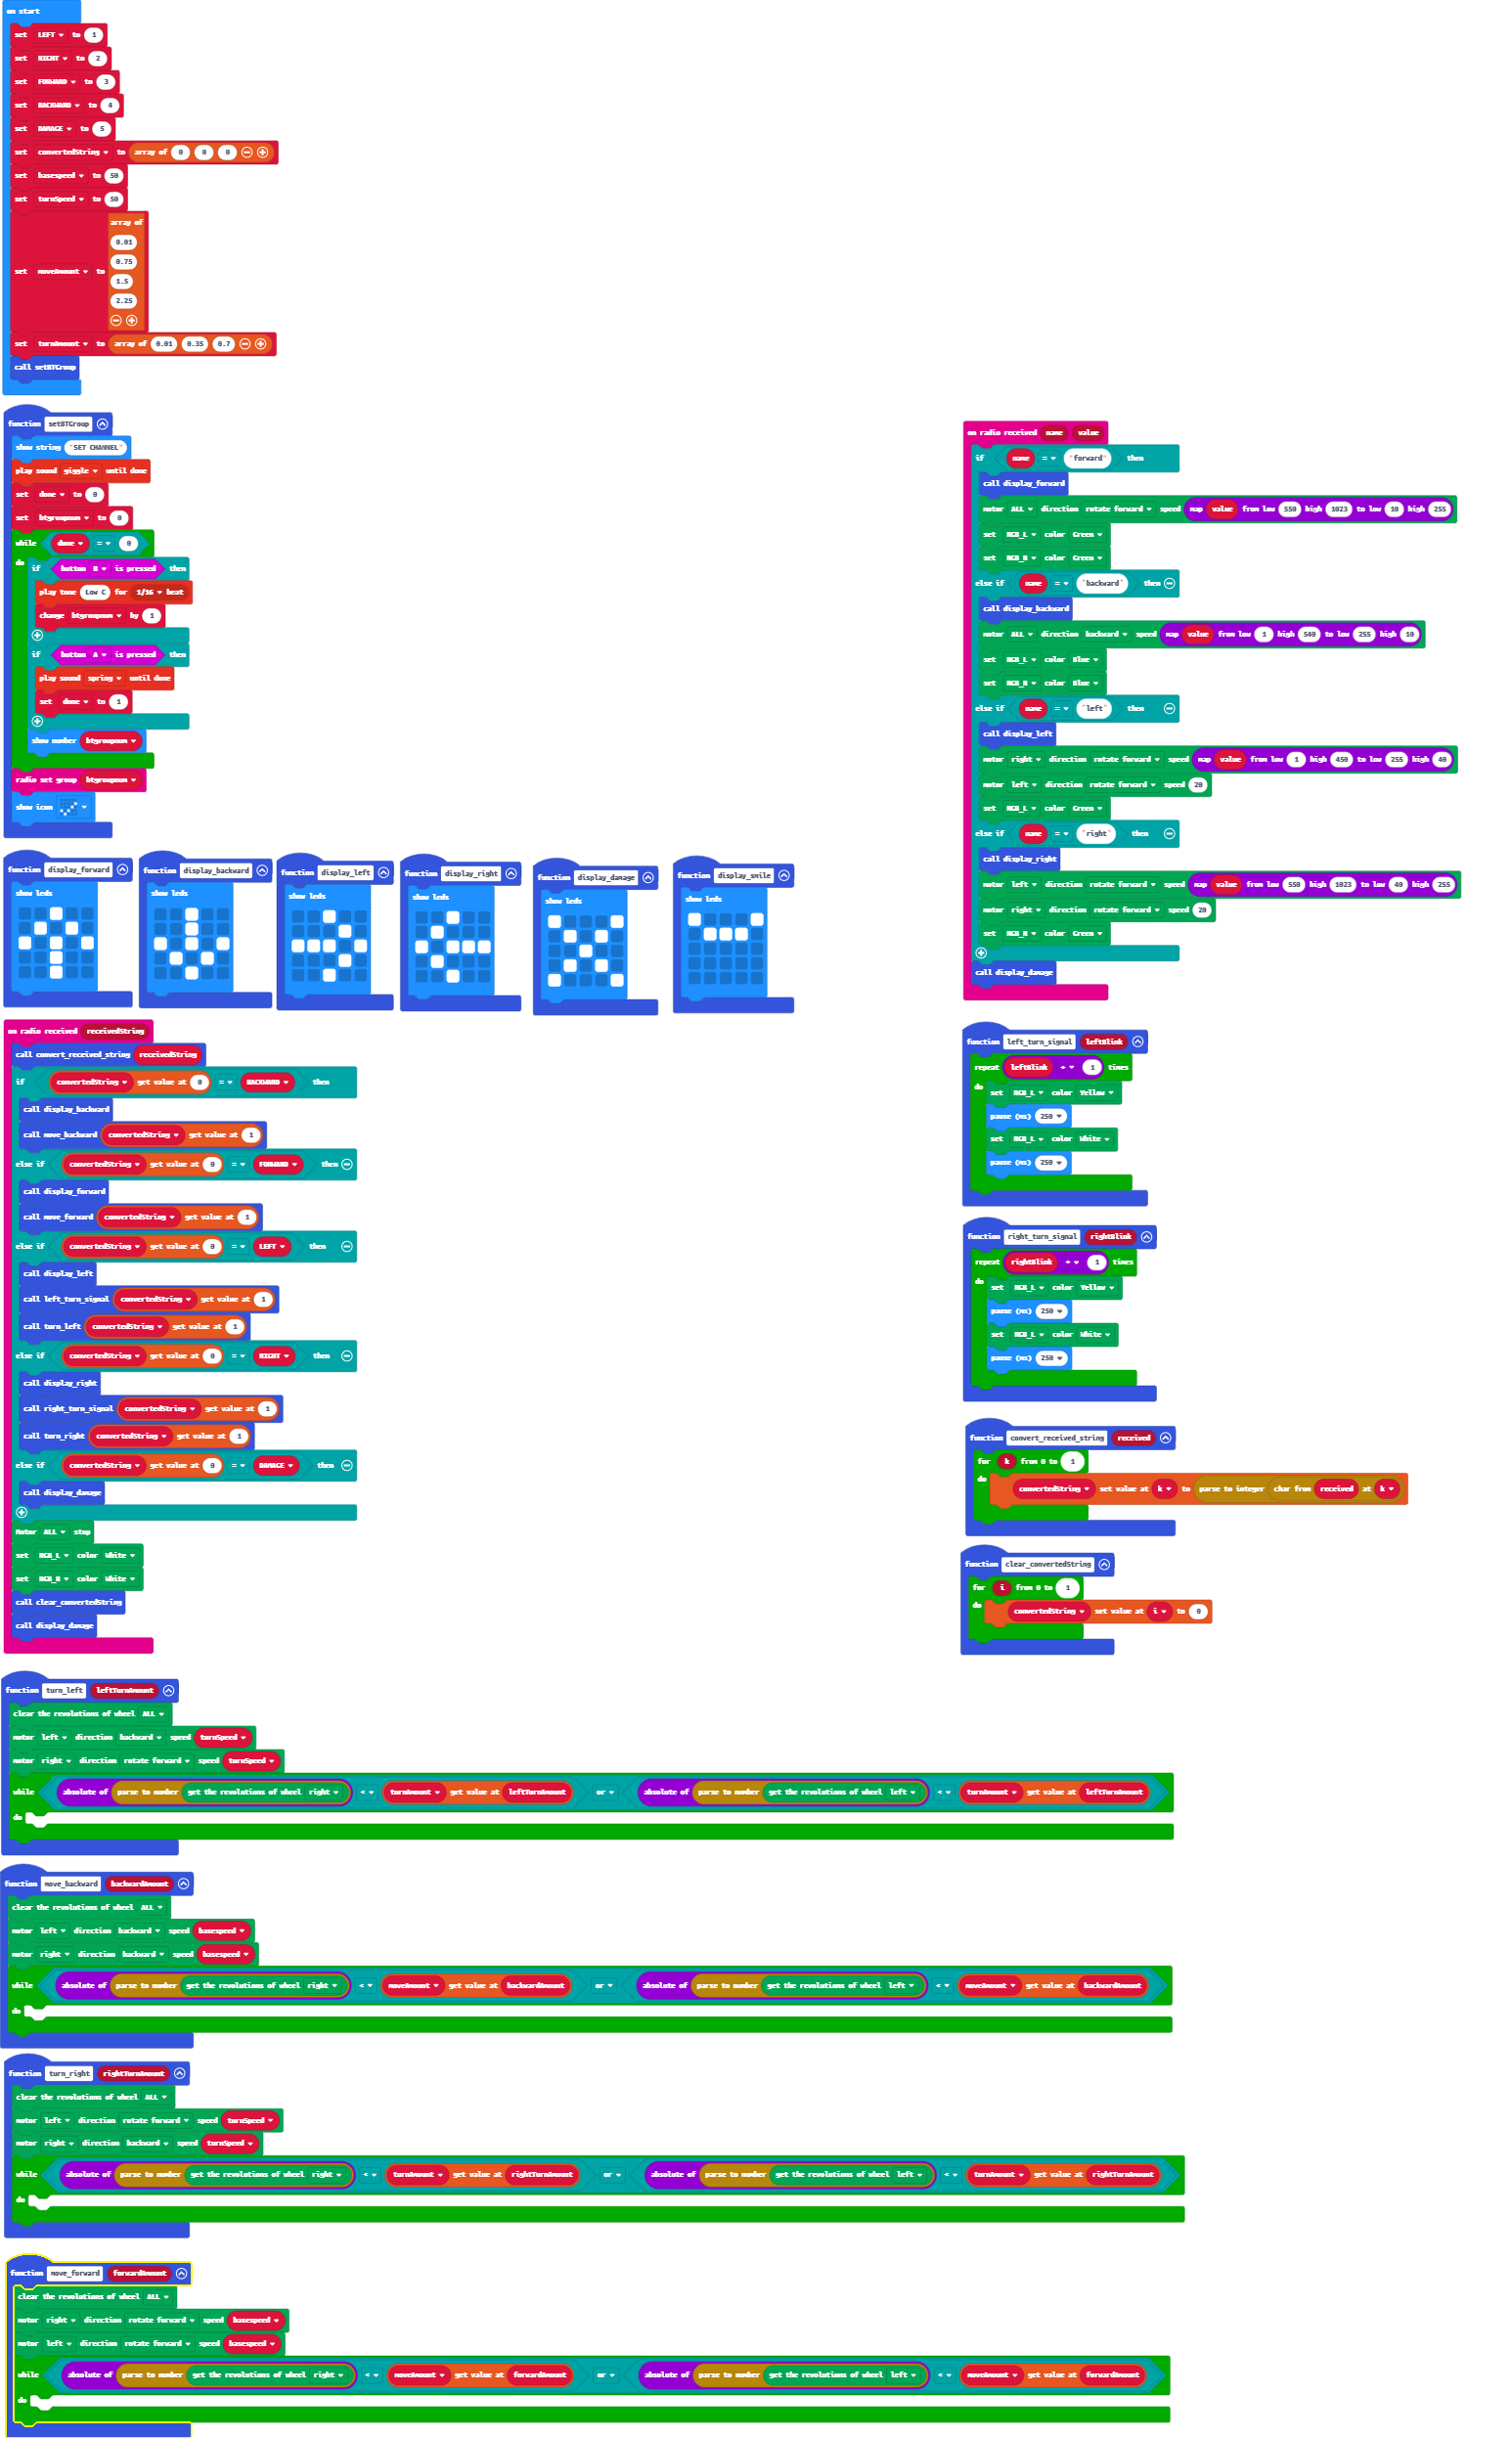 on start
set LEFT to 1
set RIGHT to 2
set FORWARD to 3
set BACKWARD to 4
set DAMAGE to 5
set convertedString to array of 0 0 0
set basespeed to 50
set turnSpeed to 50
set moveAmount to array of 0.01 0.75 1.5 2.25
set turnAmount to array of 0.01 0.35 0.7
call setBTGroup
function setBTGroup
show string "SET CHANNEL"
play sound giggle until done
set done to 0
set btgroupnum to 0
while done = 0
do if button B is pressed then
play tone Low C for 1/16 beat
change btgroupnum by 1
if button A is pressed then
play sound spring until done
set done to 1
show number btgroupnum
radio set group btgroupnum
show icon
on radio received name value
if name = "forward" then
call display_forward
motor ALL direction rotate forward speed map value from low 550 high 1023 to low 10 high 255
set RGB_L color Green
set RGB_R color Green
else if name = "backward" then
call display_backward
motor ALL direction backward speed map value from low 1 high 540 to low 255 high 10
set RGB_L color Blue
set RGB_R color Blue
else if name = "left" then
call display_left
motor right direction rotate forward speed map value from low 1 high 450 to low 255 high 40
motor left direction rotate forward speed 20
set RGB_L color Green
else if name = "right" then
call display_right
motor left direction rotate forward speed map value from low 550 high 1023 to low 40 high 255
motor right direction rotate forward speed 20
set RGB_R color Green
call display_damage
function display_forward
show leds
function display_backward
show leds
function display_left
show leds
function display_right
show leds
function display_damage
show leds
function display_smile
show leds
on radio received receivedString
call convert_received_string receivedString
if convertedString get value at 0 = BACKWARD then
call display_backward
call move_backward convertedString get value at 1
else if convertedString get value at 0 = FORWARD then
call display_forward
call move_forward convertedString get value at 1
else if convertedString get value at 0 = LEFT then
call display_left
call left_turn_signal convertedString get value at 1
call turn_left convertedString get value at 1
else if convertedString get value at 0 = RIGHT then
call display_right
call right_turn_signal convertedString get value at 1
call turn_right convertedString get value at 1
else if convertedString get value at 0 = DAMAGE then
call display_damage
Motor ALL stop
set RGB_L color White
set RGB_R color White
call clear_convertedString
call display_damage
function left_turn_signal leftBlink
repeat leftBlink + 1 times
do set RGB_L color Yellow
pause (ms) 250
set RGB_L color White
pause (ms) 250
function right_turn_signal rightBlink
repeat rightBlink + 1 times
do set RGB_L color Yellow
pause (ms) 250
set RGB_L color White
pause (ms) 250
function convert_received_string received
for k from 0 to 1
do convertedString set value at k to parse to integer char from received at k
function clear_convertedString
for i from 0 to 1
do convertedString set value at i to 0
function turn_left leftTurnAmount
clear the revolutions of wheel ALL
motor left direction backward speed turnSpeed
motor right direction rotate forward speed turnSpeed
while absolute of parse to number get the revolutions of wheel right < turnAmount get value at leftTurnAmount or absolute of parse to number get the revolutions of wheel left < turnAmount get value at leftTurnAmount
do
function move_backward backwardAmount
clear the revolutions of wheel ALL
motor left direction backward speed basespeed
motor right direction backward speed basespeed
while absolute of parse to number get the revolutions of wheel right < moveAmount get value at backwardAmount or absolute of parse to number get the revolutions of wheel left < moveAmount get value at backwardAmount
do
function turn_right rightTurnAmount
clear the revolutions of wheel ALL
motor left direction rotate forward speed turnSpeed
motor right direction backward speed turnSpeed
while absolute of parse to number get the revolutions of wheel right < turnAmount get value at rightTurnAmount or absolute of parse to number get the revolutions of wheel left < turnAmount get value at rightTurnAmount
do
function move_forward forwardAmount
clear the revolutions of wheel ALL
motor right direction rotate forward speed basespeed
motor left direction rotate forward speed basespeed
while absolute of parse to number get the revolutions of wheel right < moveAmount get value at forwardAmount or absolute of parse to number get the revolutions of wheel left < moveAmount get value at forwardAmount
do